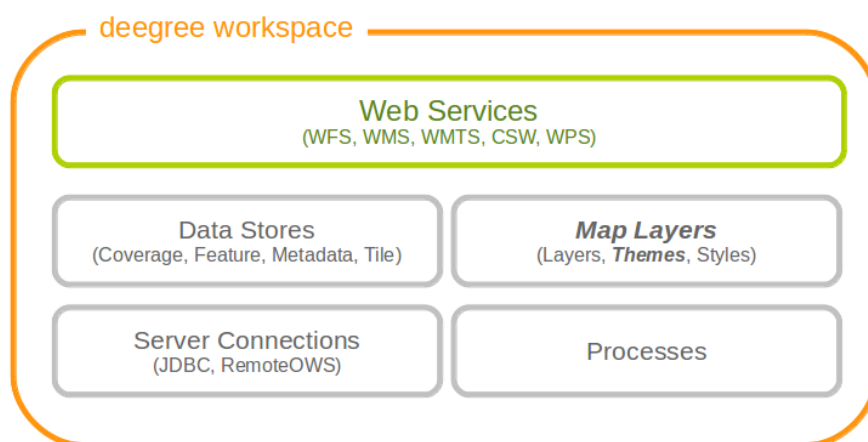 deegree workspace
Web Services
(WFS, WMS, WMTS, CSW, WPS)
Data Stores
(Coverage, Feature, Metadata, Tile)
Map Layers
(Layers, Themes, Styles)
Server Connections
(JDBC, RemoteOWS)
Processes